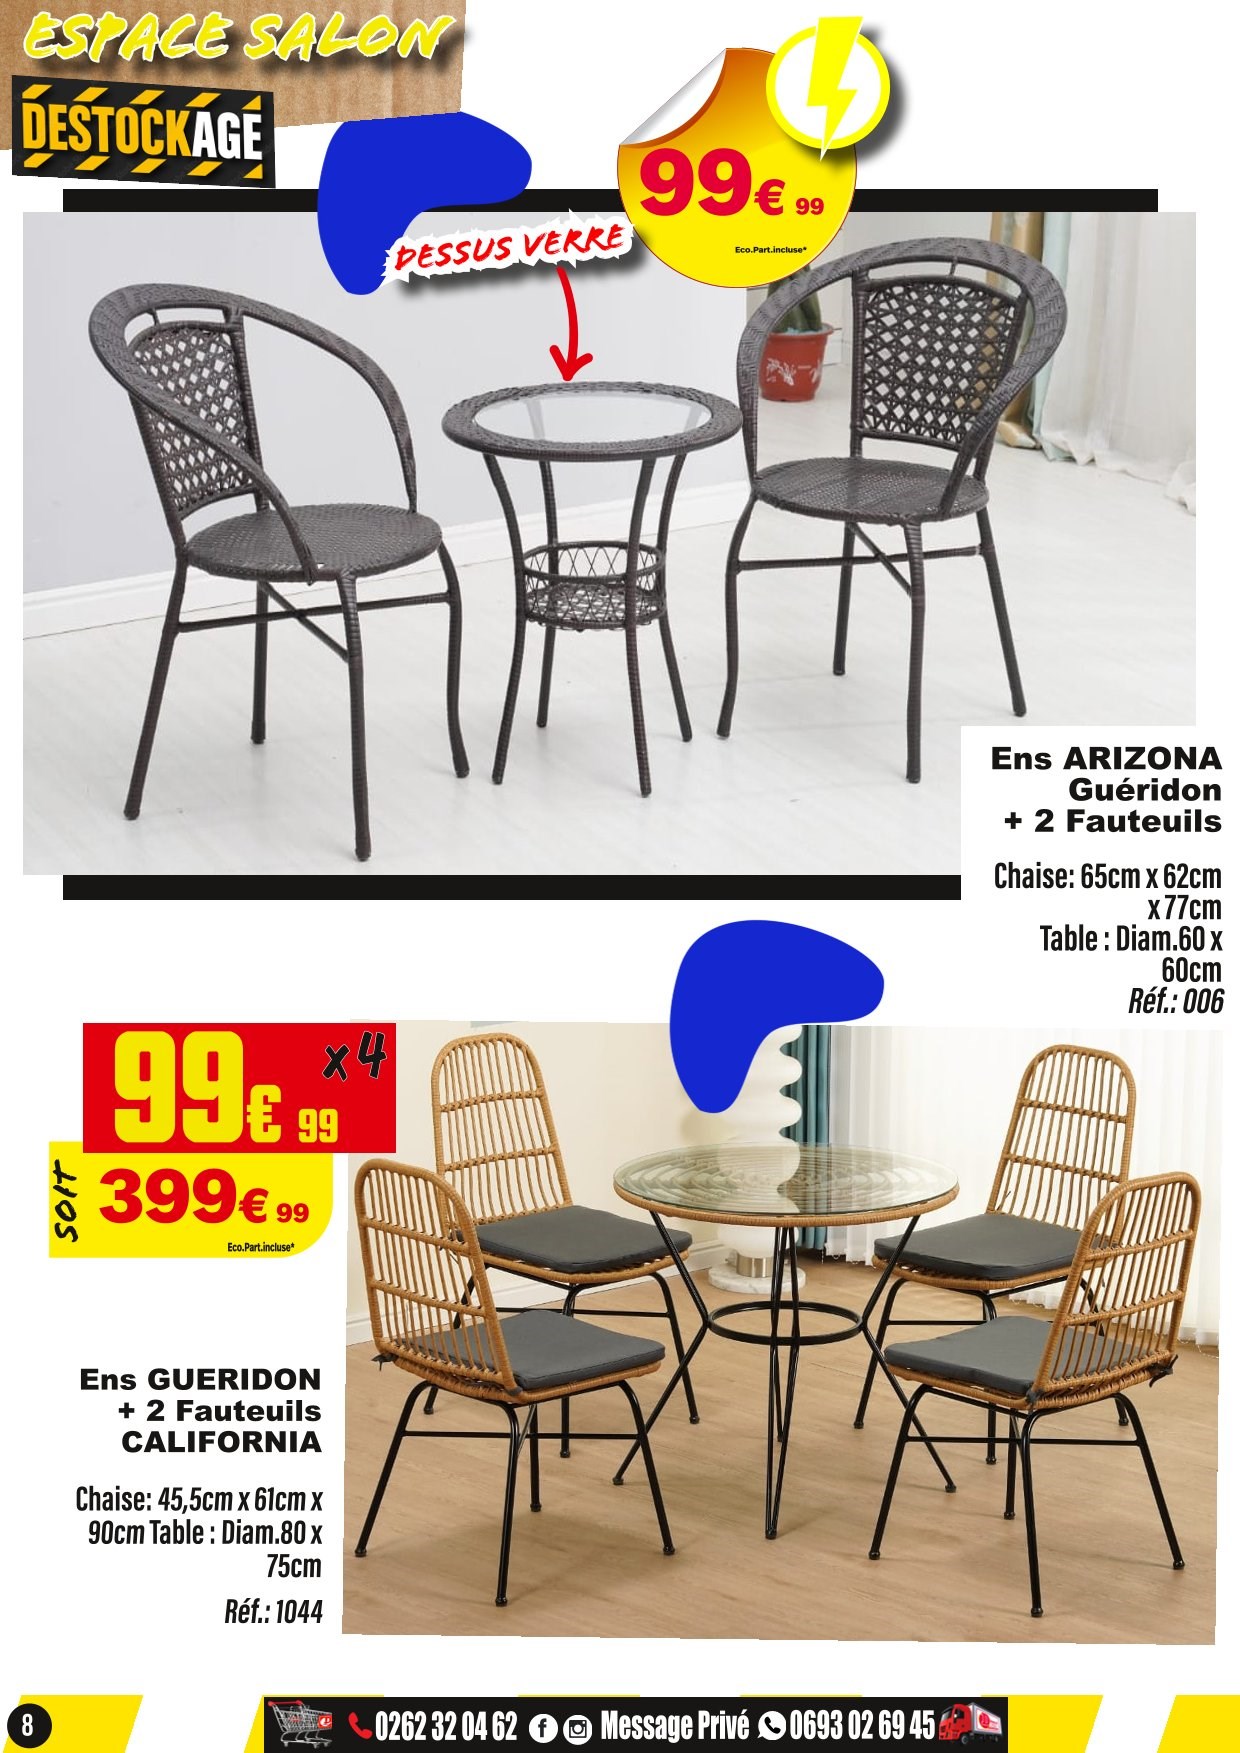 ESPACE SALON
DESTOCKAGE
99€ 99
Eco.Part.incluse*
DESSUS VERRE
Ens ARIZONA
Guéridon
+ 2 Fauteuils
Chaise: 65cm x 62cm
x 77cm
Table : Diam.60 x
60cm
Réf.: 006
99€ 99 x 4
SOIT 399€ 99
Eco.Part.incluse*
Ens GUERIDON
+ 2 Fauteuils
CALIFORNIA
Chaise: 45,5cm x 61cm x
90cm Table : Diam.80 x
75cm
Réf.: 1044
8 0262 32 04 62 Message Privé 0693 02 69 45